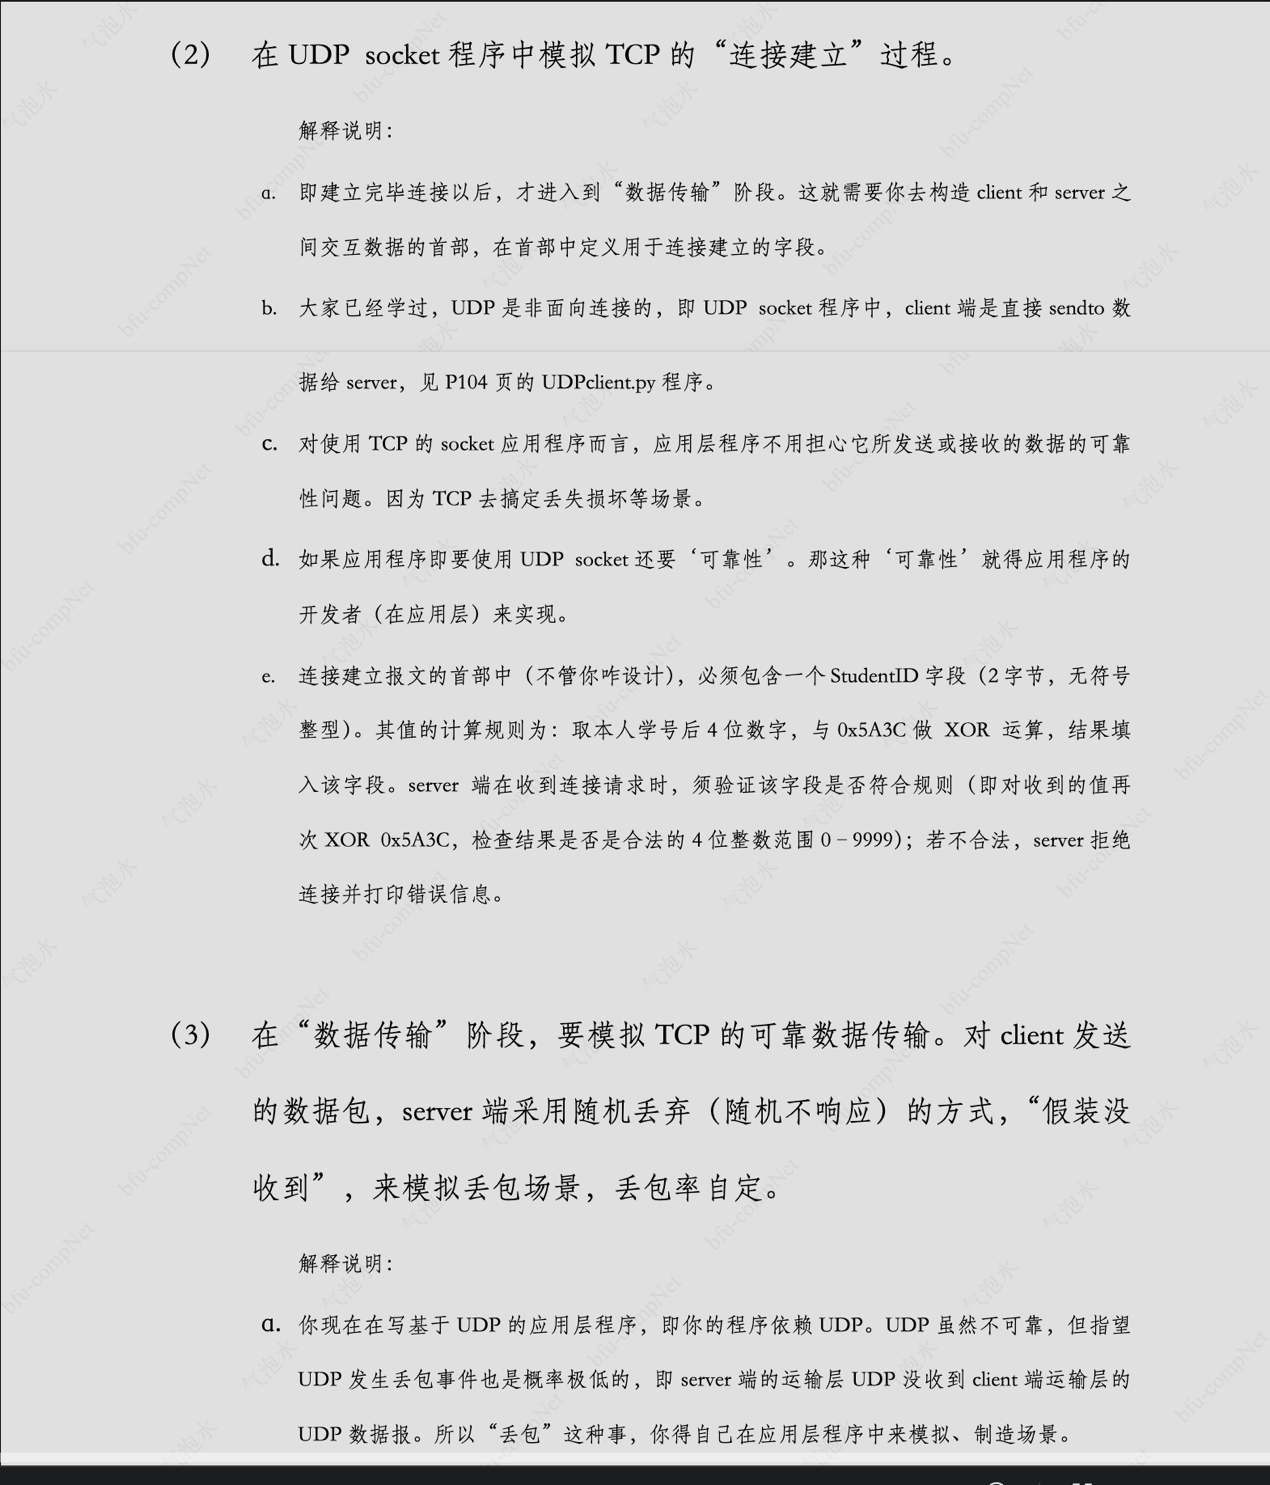 （2） 在 UDP socket 程序中模拟 TCP 的“连接建立”过程。
解释说明：
a. 即建立完毕连接以后，才进入到“数据传输”阶段。这就需要你去构造 client 和 server 之
间交互数据的首部，在首部中定义用于连接建立的字段。
b. 大家已经学过，UDP 是非面向连接的，即 UDP socket 程序中，client 端是直接 sendto 数
据给 server，见 P104 页的 UDPclient.py 程序。
c. 对使用 TCP 的 socket 应用程序而言，应用层程序不用担心它所发送或接收的数据的可靠
性问题。因为 TCP 去搞定丢失损坏等场景。
d. 如果应用程序即要使用 UDP socket 还要‘可靠性’。那这种‘可靠性’就得应用程序的
开发者（在应用层）来实现。
e. 连接建立报文的首部中（不管你咋设计），必须包含一个 StudentID 字段（2 字节，无符号
整型）。其值的计算规则为：取本人学号后 4 位数字，与 0x5A3C 做 XOR 运算，结果填
入该字段。server 端在收到连接请求时，须验证该字段是否符合规则（即对收到的值再
次 XOR 0x5A3C，检查结果是否是合法的 4 位整数范围 0 – 9999）；若不合法，server 拒绝
连接并打印错误信息。
（3） 在“数据传输”阶段，要模拟 TCP 的可靠数据传输。对 client 发送
的数据包，server 端采用随机丢弃（随机不响应）的方式，“假装没
收到”，来模拟丢包场景，丢包率自定。
解释说明：
a. 你现在在写基于 UDP 的应用层程序，即你的程序依赖 UDP。UDP 虽然不可靠，但指望
UDP 发生丢包事件也是概率极低的，即 server 端的运输层 UDP 没收到 client 端运输层的
UDP 数据报。所以“丢包”这种事，你得自己在应用层程序中来模拟、制造场景。
气泡水
bfu-compNet